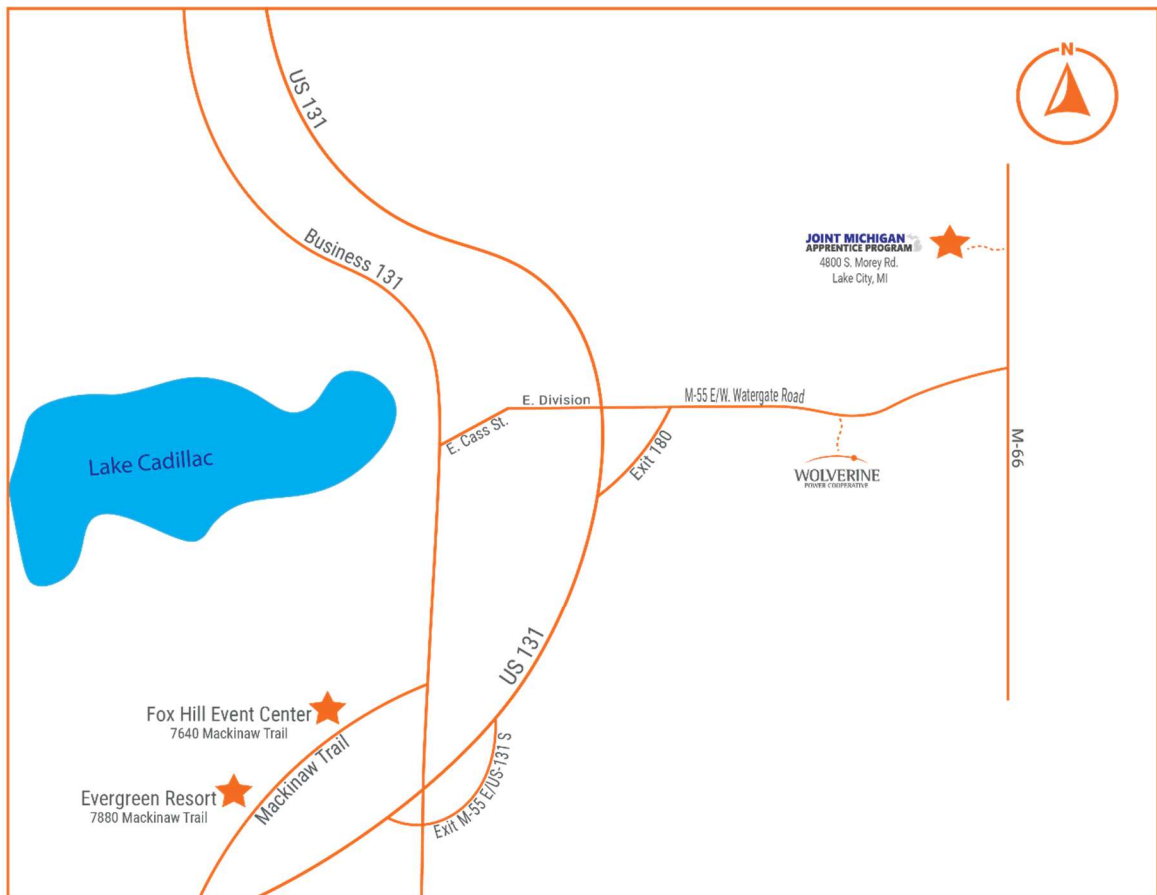 N
US 131
Business 131
JOINT MICHIGAN
APPRENTICE PROGRAM
4800 S. Morey Rd.
Lake City, MI
M-55 E/W. Watergate Road
E. Division
E. Cass St.
Exit 180
M-66
Lake Cadillac
WOLVERINE
POWER COOPERATIVE
US 131
Fox Hill Event Center
7640 Mackinaw Trail
Mackinaw Trail
Exit M-55 E/US-131 S
Evergreen Resort
7880 Mackinaw Trail